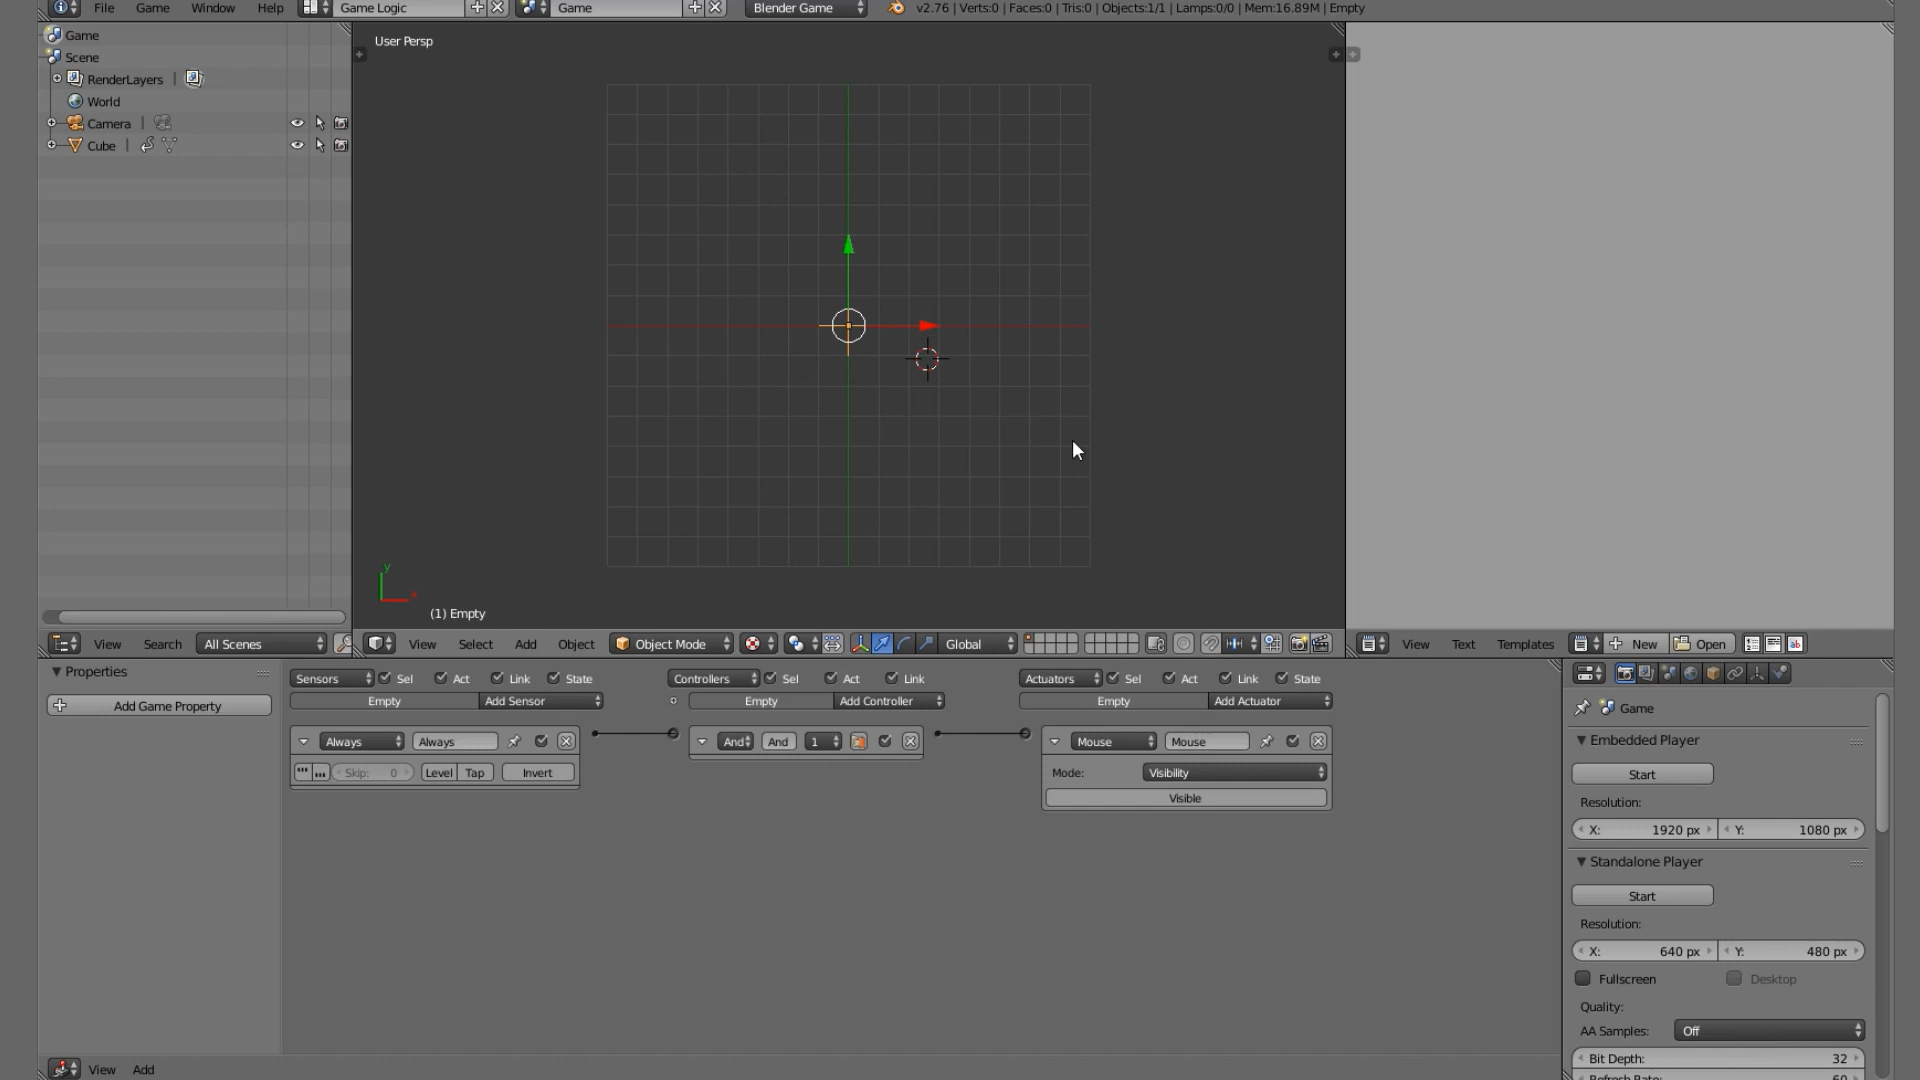 File Game Window Help Game Logic Game Blender Game v2.76 | Verts:0 | Faces:0 | Tris:0 | Objects:1/1 | Lamps:0/0 | Mem:16.89M | Empty
Game
Scene
RenderLayers |
World
Camera |
Cube |
User Persp
y
(1) Empty
View Search All Scenes
View Select Add Object Object Mode Global
View Text Templates New Open
Properties
Add Game Property
Sensors Sel Act Link State
Empty Add Sensor
Always Always
Skip: 0 Level Tap Invert
Controllers Sel Act Link
Empty Add Controller
And And 1
Actuators Sel Act Link State
Empty Add Actuator
Mouse Mouse
Mode: Visibility
Visible
Game
Embedded Player
Start
Resolution:
X: 1920 px Y: 1080 px
Standalone Player
Start
Resolution:
X: 640 px Y: 480 px
Fullscreen Desktop
Quality:
AA Samples: Off
Bit Depth: 32
View Add